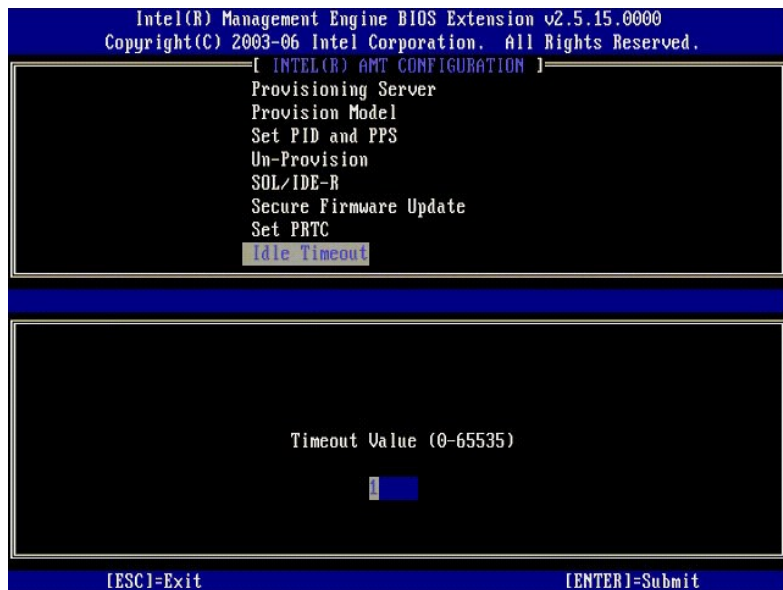 Intel(R) Management Engine BIOS Extension v2.5.15.0000
Copyright(C) 2003-06 Intel Corporation. All Rights Reserved.
[ INTEL(R) AMT CONFIGURATION ]
Provisioning Server
Provision Model
Set PID and PPS
Un-Provision
SOL/IDE-R
Secure Firmware Update
Set PRTC
Idle Timeout
Timeout Value (0-65535)
1
[ESC]=Exit [ENTER]=Submit